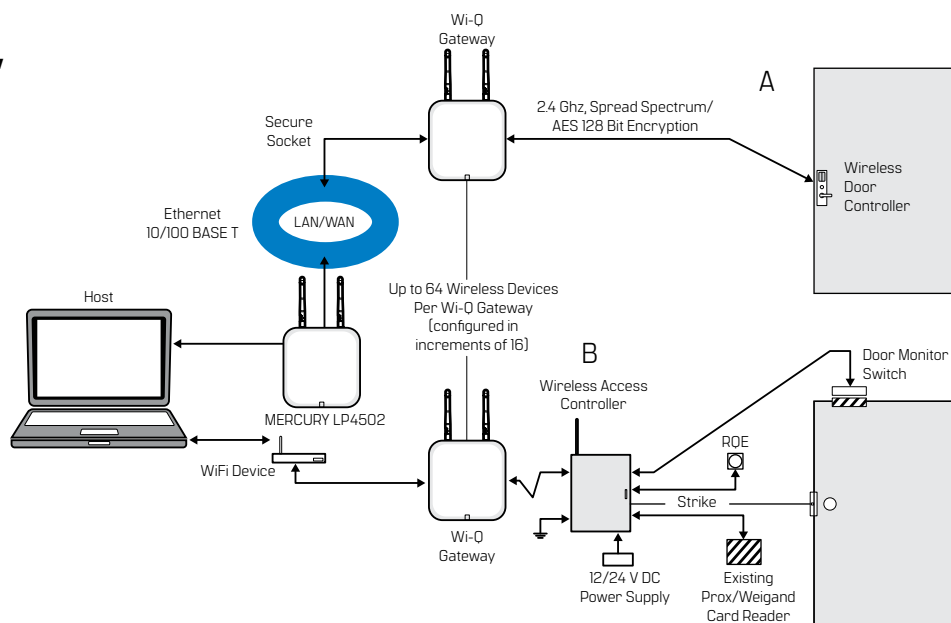 Wi-Q
Gateway
A
2.4 Ghz, Spread Spectrum/
AES 128 Bit Encryption
Secure
Socket
Wireless
Door
Controller
Ethernet
10/100 BASE T
LAN/WAN
Host
Up to 64 Wireless Devices
Per Wi-Q Gateway
(configured in
increments of 16)
B
Door Monitor
Switch
Wireless Access
Controller
MERCURY LP4502
RQE
WiFi Device
Strike
Wi-Q
Gateway
12/24 V DC
Power Supply
Existing
Prox/Weigand
Card Reader